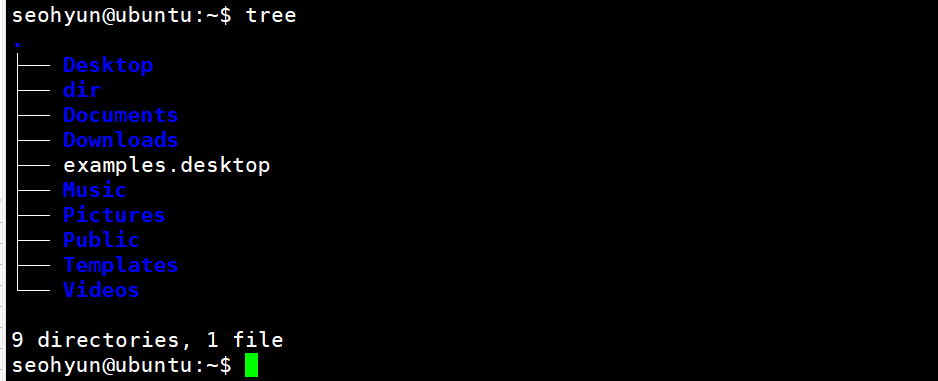 seohyun@ubuntu:~$ tree
.
├── Desktop
├── dir
├── Documents
├── Downloads
├── examples.desktop
├── Music
├── Pictures
├── Public
├── Templates
└── Videos
9 directories, 1 file
seohyun@ubuntu:~$